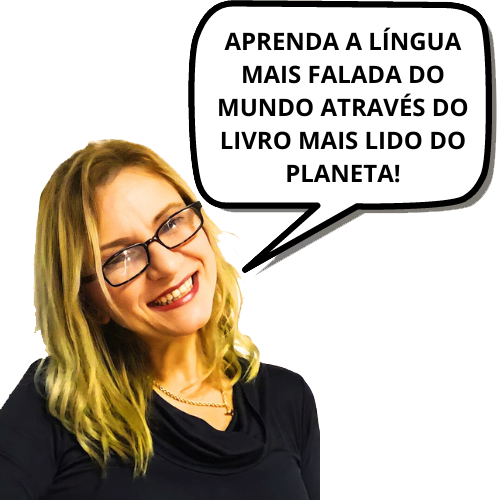 APRENDA A LÍNGUA
MAIS FALADA DO
MUNDO ATRAVÉS DO
LIVRO MAIS LIDO DO
PLANETA!